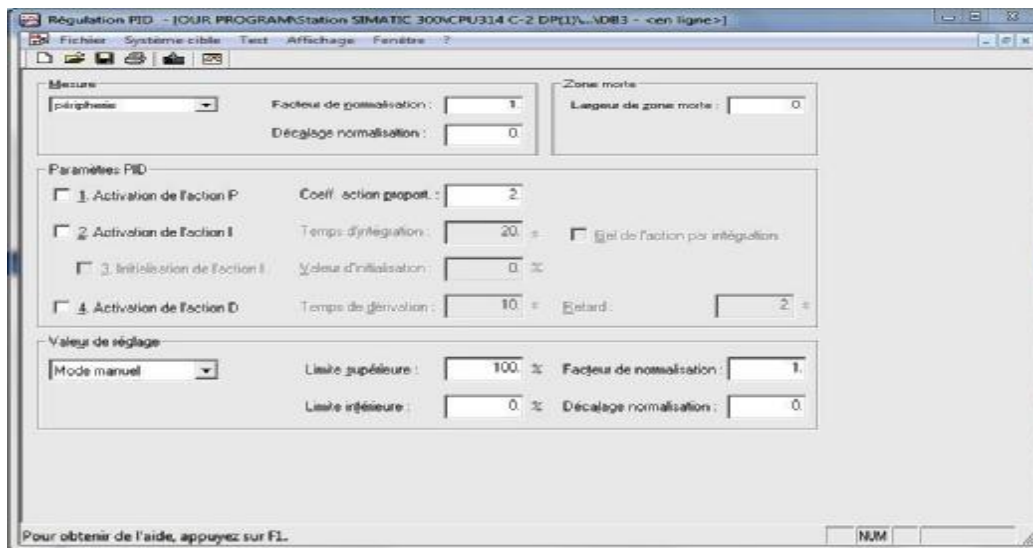 Régulation PID - [OUR PROGRAM\Station SIMATIC 300\CPU314 C-2 DP(1)\...\DB3 - <en ligne>]
Fichier Système cible Test Affichage Fenêtre ?
Mesure
périphérie
Facteur de normalisation : 1.
Décalage normalisation : 0.
Zone morte
Largeur de zone morte : 0.
Paramètres PID
1. Activation de l'action P Coeff. action proport. : 2.
2. Activation de l'action I Temps d'intégration : 20. s Gel de l'action par intégration
3. Initialisation de l'action I Valeur d'initialisation : 0. %
4. Activation de l'action D Temps de dérivation : 10. s Retard : 2. s
Valeur de réglage
Mode manuel Limite supérieure : 100. % Facteur de normalisation : 1.
Limite inférieure : 0. % Décalage normalisation : 0.
Pour obtenir de l'aide, appuyez sur F1.
NUM